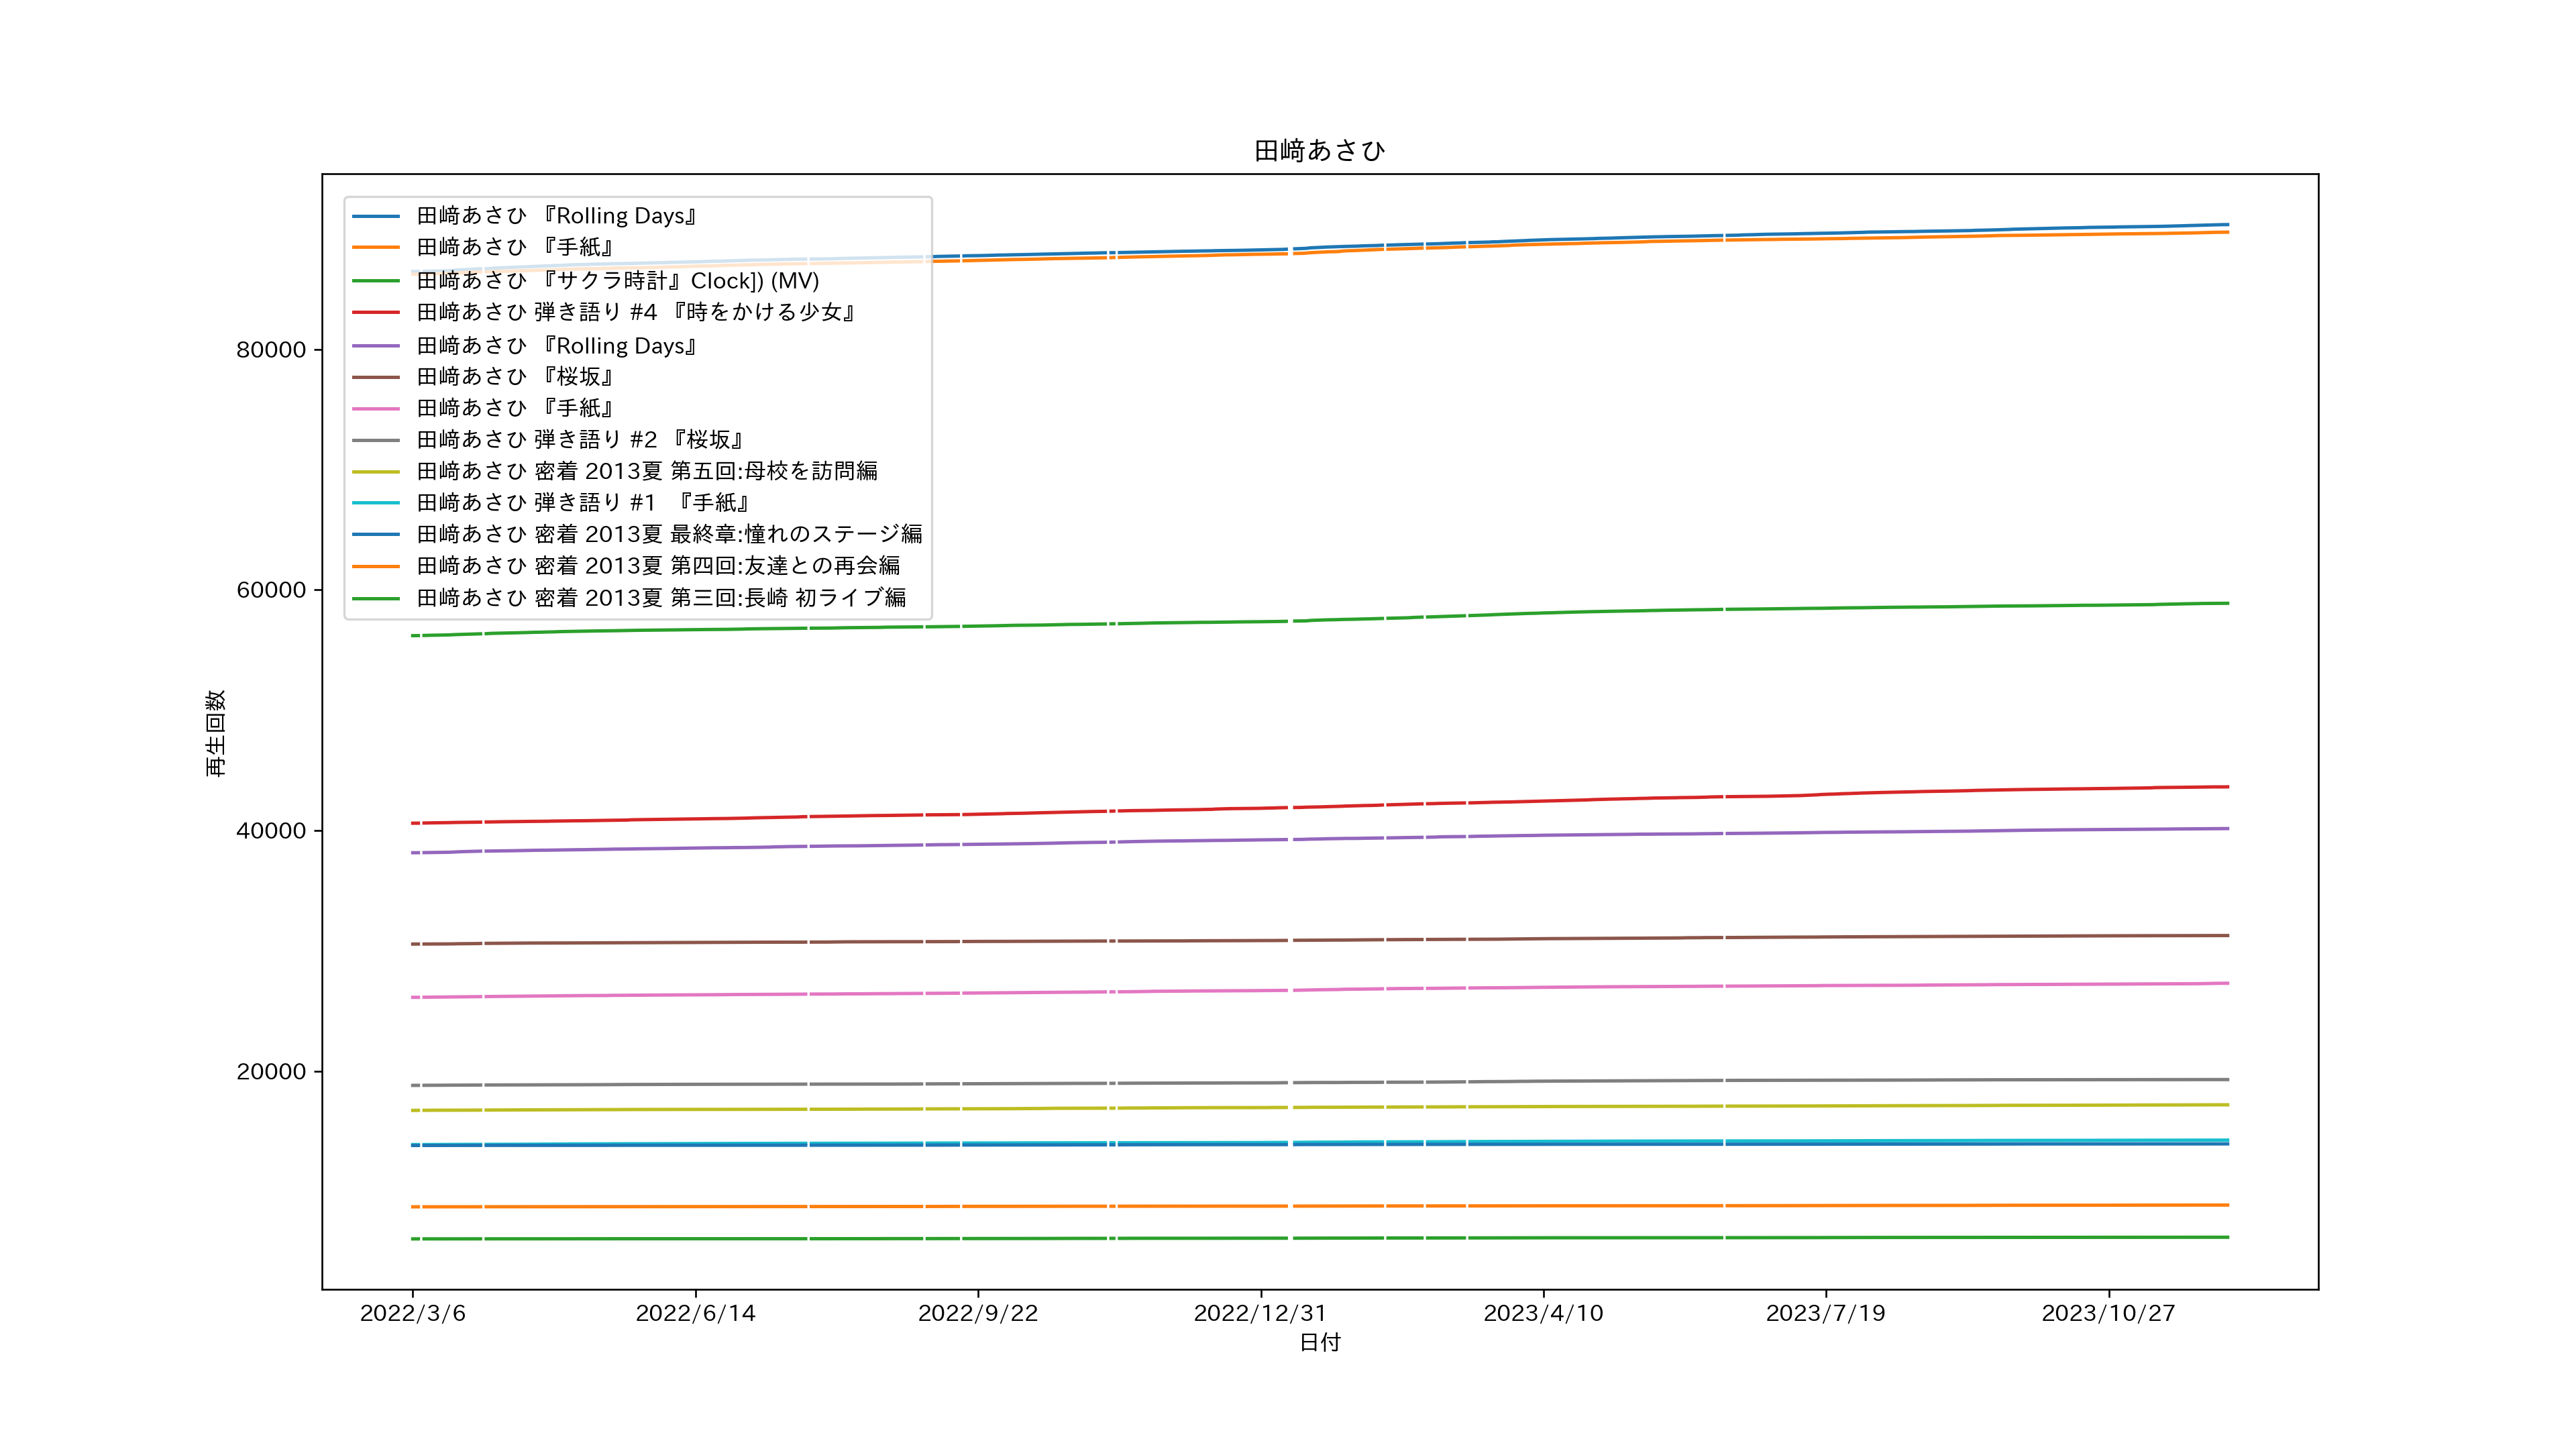 田﨑あさひ
田﨑あさひ 『Rolling Days』
田﨑あさひ 『手紙』
田﨑あさひ 『サクラ時計』Clock]) (MV)
田﨑あさひ 弾き語り #4 『時をかける少女』
田﨑あさひ 『Rolling Days』
田﨑あさひ 『桜坂』
田﨑あさひ 『手紙』
田﨑あさひ 弾き語り #2 『桜坂』
田﨑あさひ 密着 2013夏 第五回:母校を訪問編
田﨑あさひ 弾き語り #1 『手紙』
田﨑あさひ 密着 2013夏 最終章:憧れのステージ編
田﨑あさひ 密着 2013夏 第四回:友達との再会編
田﨑あさひ 密着 2013夏 第三回:長崎 初ライブ編
80000
60000
40000
20000
再生回数
2022/3/6 2022/6/14 2022/9/22 2022/12/31 2023/4/10 2023/7/19 2023/10/27
日付